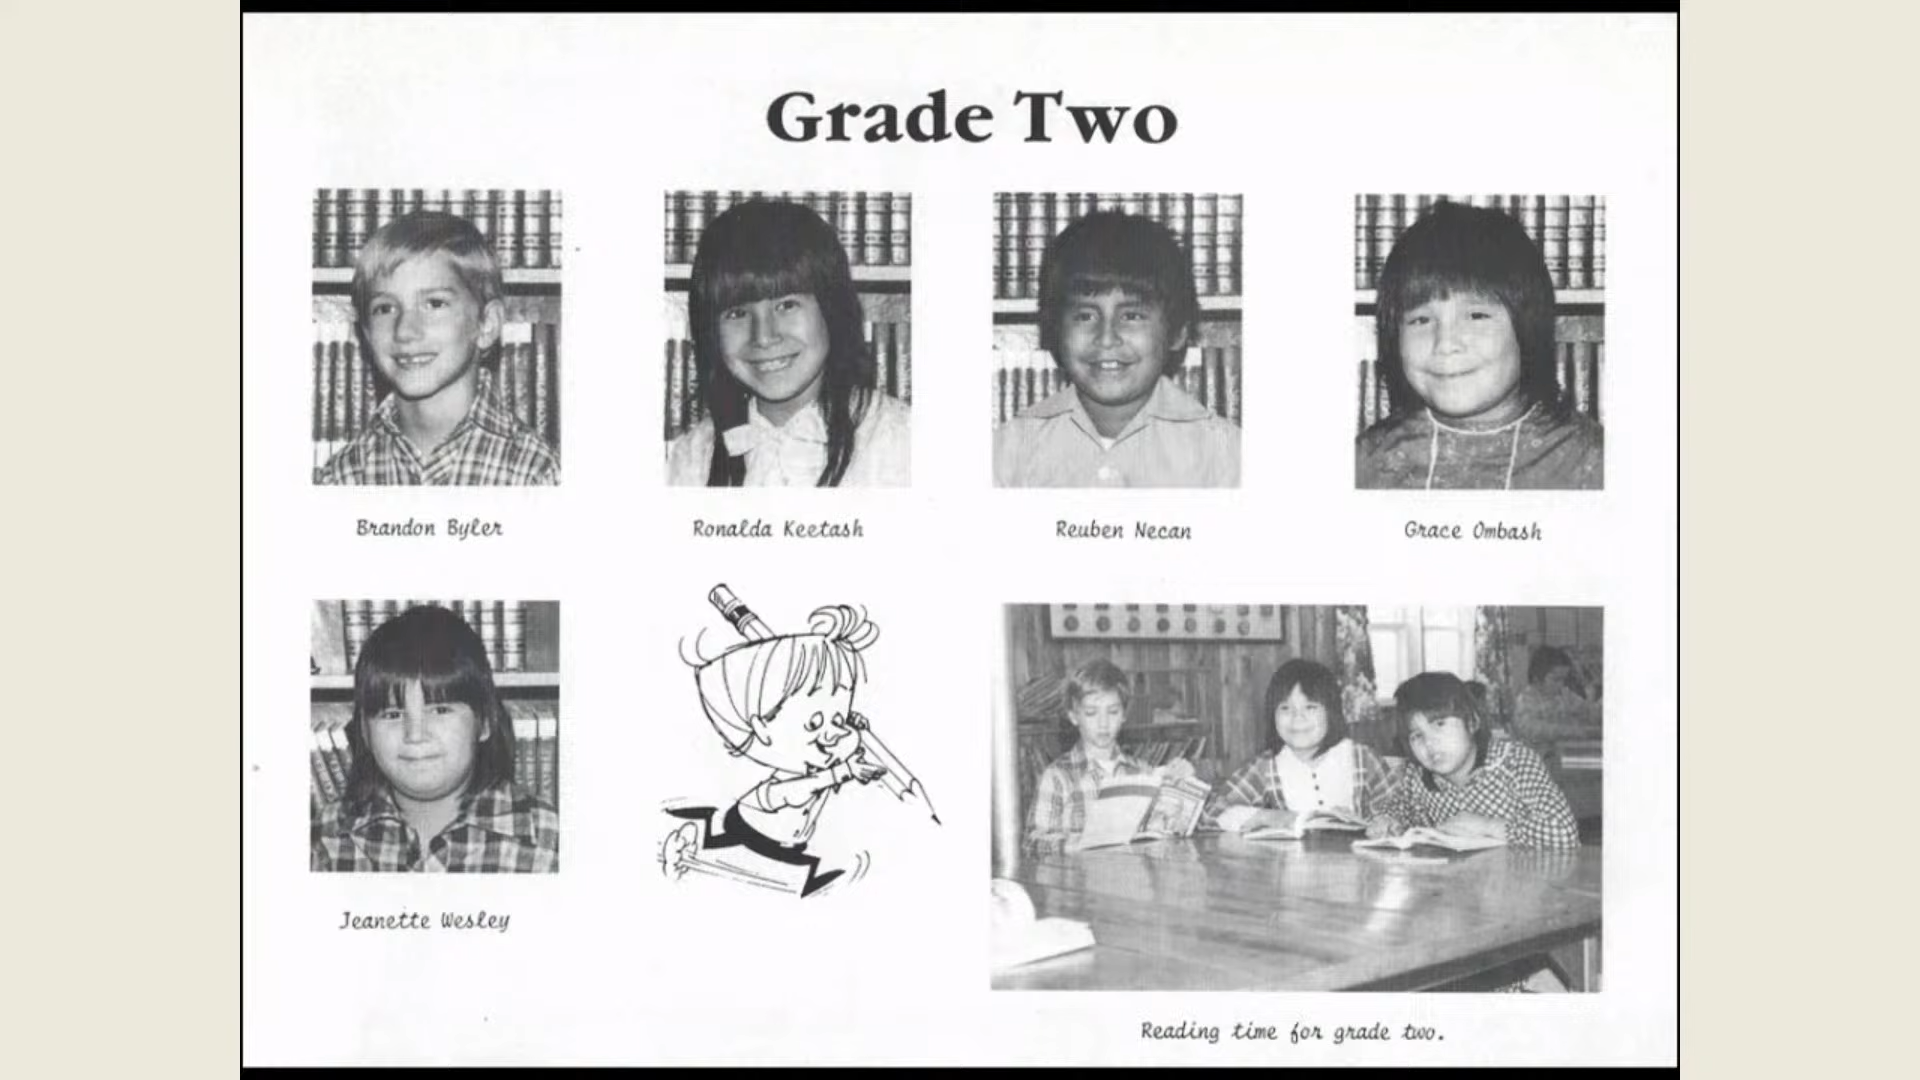 Grade Two
Brandon Byler
Ronalda Keetash
Reuben Necan
Grace Ombash
Jeanette Wesley
Reading time for grade two.